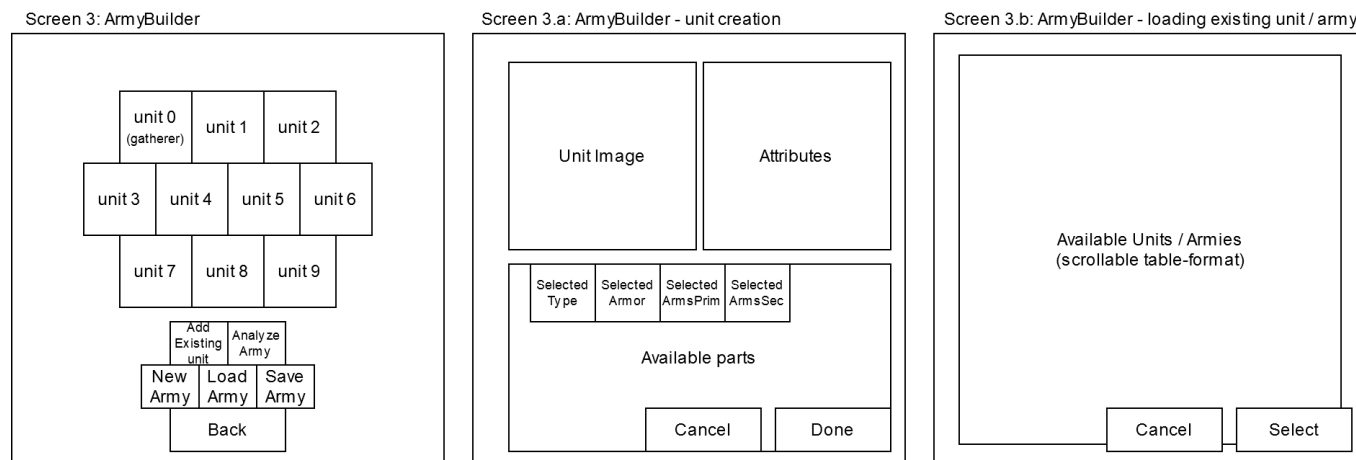 Screen 3: ArmyBuilder
unit 0
(gatherer)
unit 1
unit 2
unit 3
unit 4
unit 5
unit 6
unit 7
unit 8
unit 9
Add
Existing
unit
Analyze
Army
New
Army
Load
Army
Save
Army
Back
Screen 3.a: ArmyBuilder - unit creation
Unit Image
Attributes
Selected
Type
Selected
Armor
Selected
ArmsPrim
Selected
ArmsSec
Available parts
Cancel
Done
Screen 3.b: ArmyBuilder - loading existing unit / army
Available Units / Armies
(scrollable table-format)
Cancel
Select